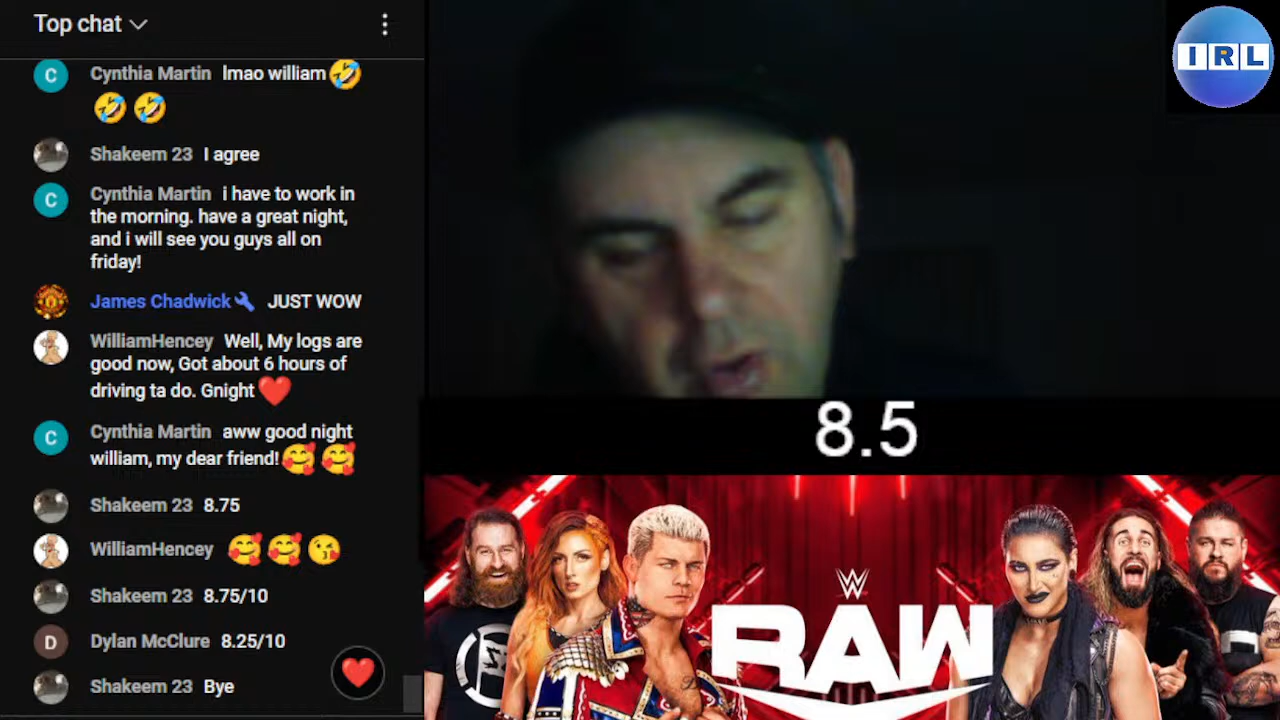 Top chat
IRL
C
Cynthia Martin lmao william🤣
🤣🤣
Shakeem 23 I agree
C
Cynthia Martin i have to work in
the morning. have a great night,
and i will see you guys all on
friday!
James Chadwick JUST WOW
WilliamHencey Well, My logs are
good now, Got about 6 hours of
driving ta do. Gnight❤️
C
Cynthia Martin aww good night
william, my dear friend!🥰🥰
Shakeem 23 8.75
WilliamHencey 🥰🥰😘
Shakeem 23 8.75/10
D
Dylan McClure 8.25/10
Shakeem 23 Bye
8.5
W
RAW